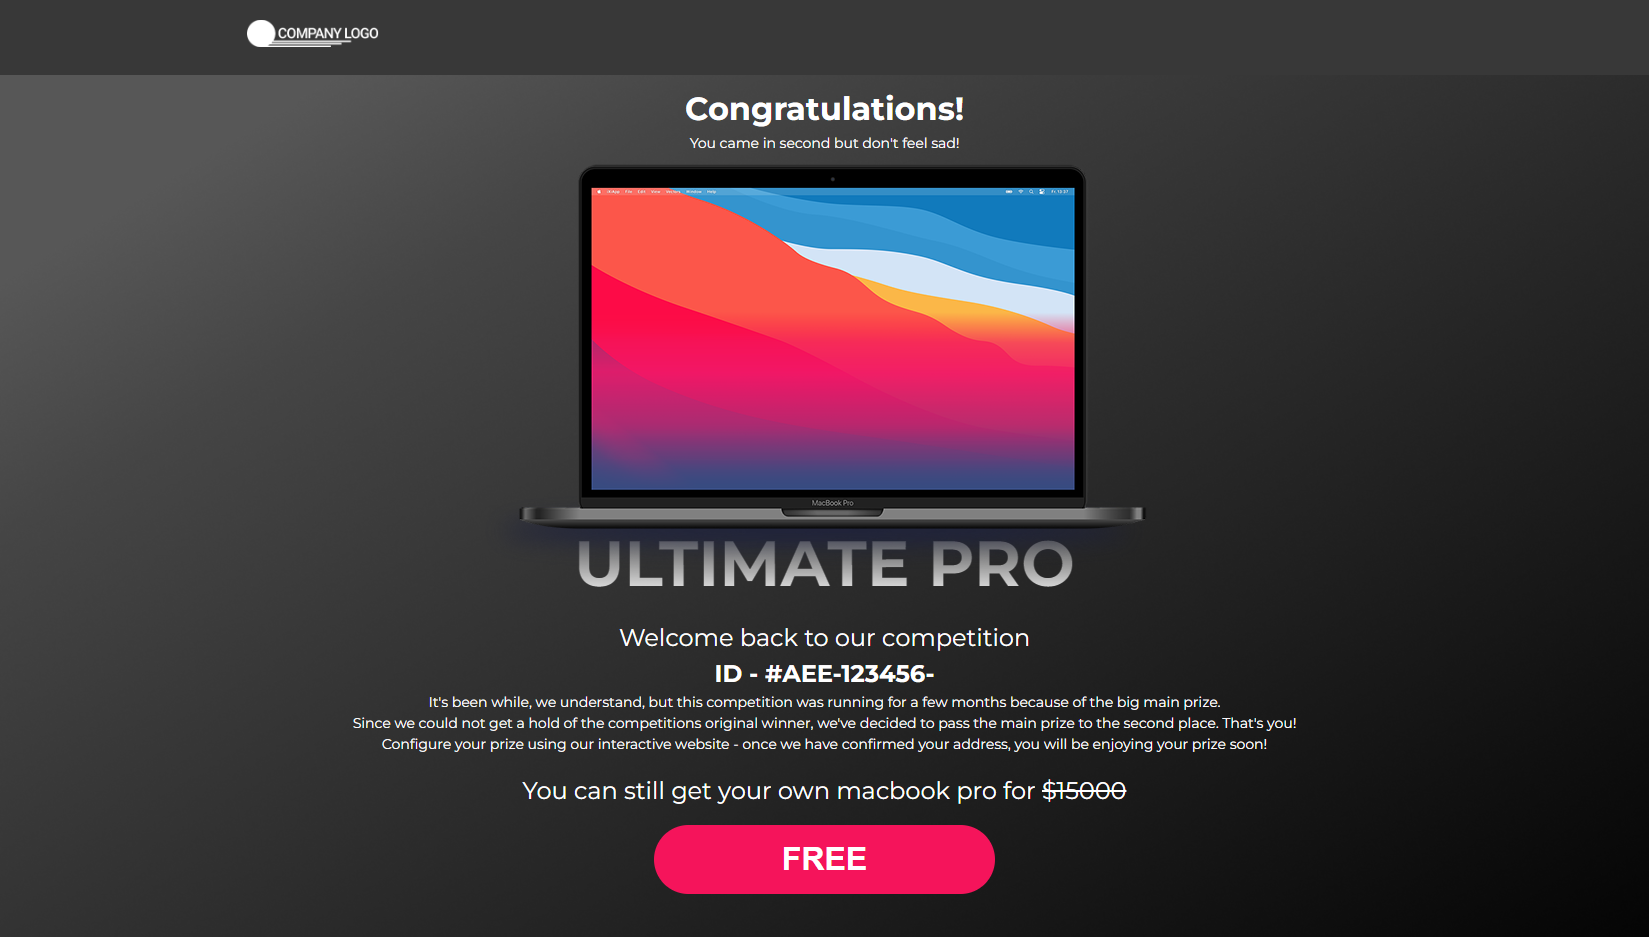 COMPANY LOGO
Congratulations!
You came in second but don't feel sad!
MacBook Pro
ULTIMATE PRO
Welcome back to our competition
ID - #AEE-123456-
It's been while, we understand, but this competition was running for a few months because of the big main prize.
Since we could not get a hold of the competitions original winner, we've decided to pass the main prize to the second place. That's you!
Configure your prize using our interactive website - once we have confirmed your address, you will be enjoying your prize soon!
You can still get your own macbook pro for $15000
FREE